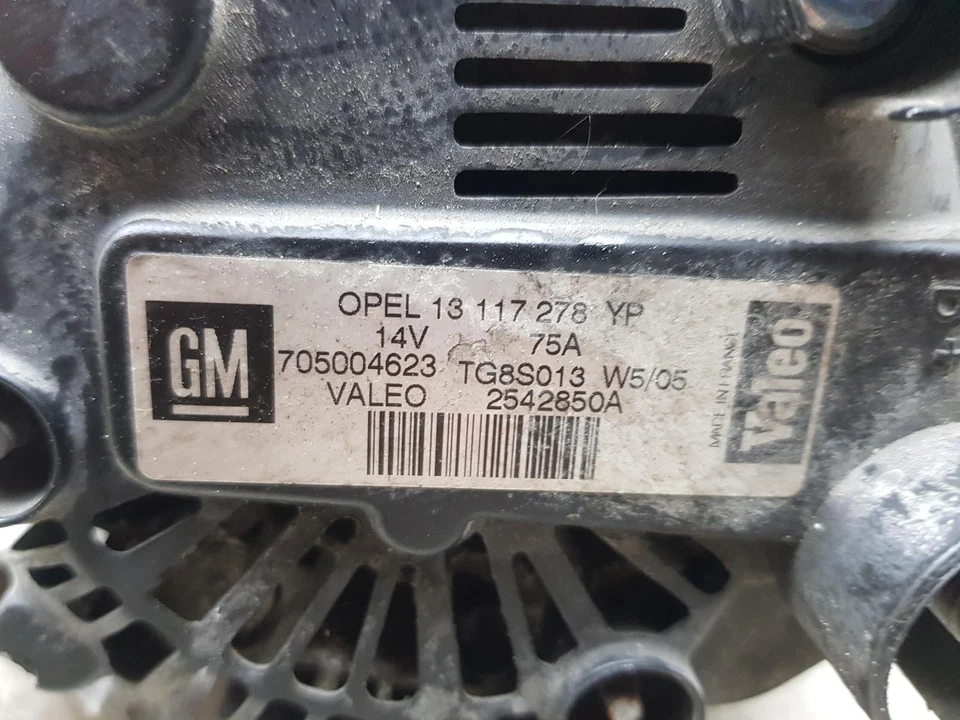 GM
OPEL 13 117 278 YP
14V 75A
705004623 TG8S013 W5/05
VALEO 2542850A
MADE IN FRANCE
Valeo